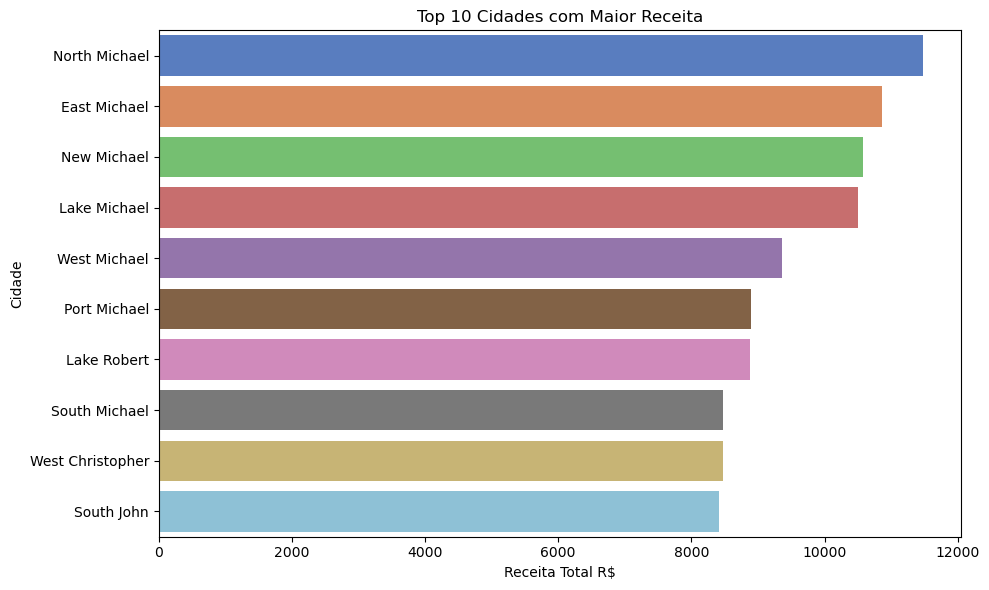 Top 10 Cidades com Maior Receita
North Michael
East Michael
New Michael
Lake Michael
West Michael
Port Michael
Lake Robert
South Michael
West Christopher
South John
Cidade
0 2000 4000 6000 8000 10000 12000
Receita Total R$